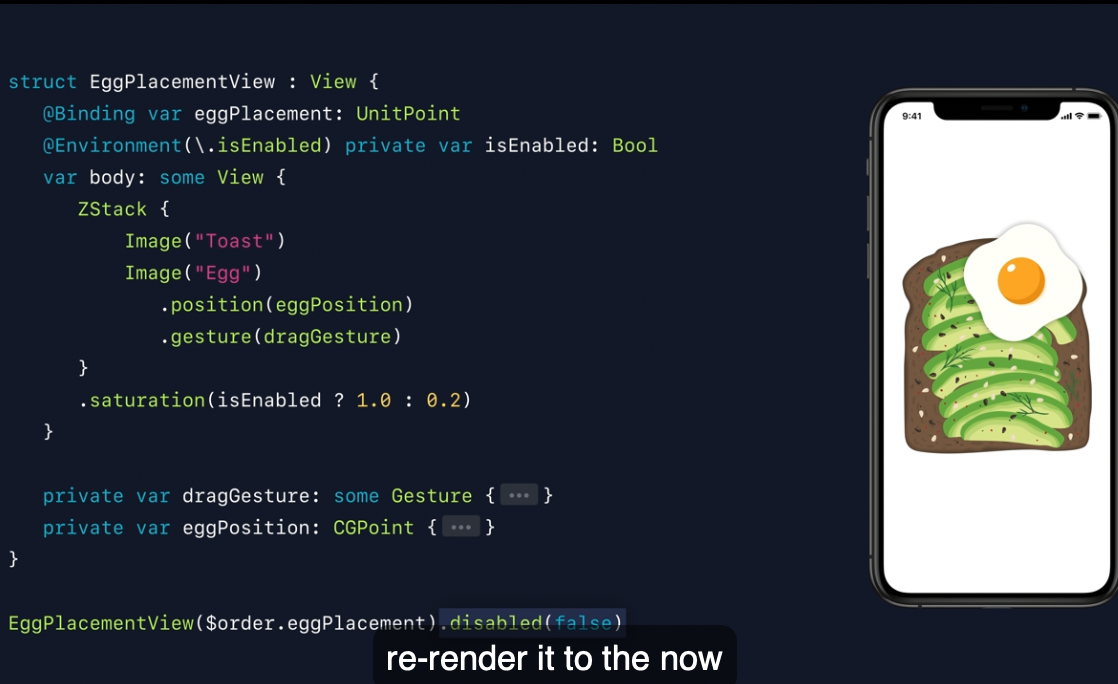 struct EggPlacementView : View {
@Binding var eggPlacement: UnitPoint
@Environment(\.isEnabled) private var isEnabled: Bool
var body: some View {
ZStack {
Image("Toast")
Image("Egg")
.position(eggPosition)
.gesture(dragGesture)
}
.saturation(isEnabled ? 1.0 : 0.2)
}
private var dragGesture: some Gesture { ••• }
private var eggPosition: CGPoint { ••• }
}
EggPlacementView($order.eggPlacement).disabled(false)
re-render it to the now
9:41